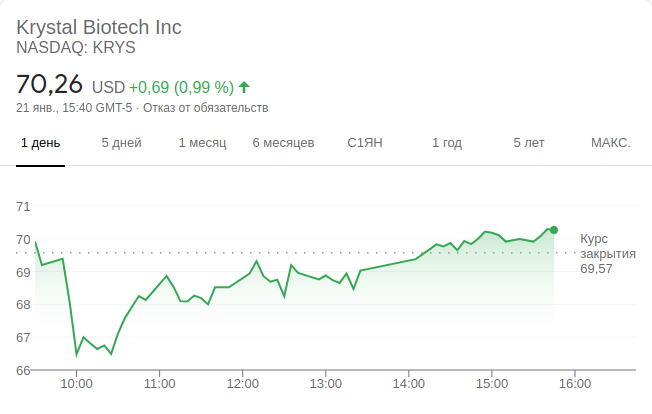 Krystal Biotech Inc
NASDAQ: KRYS
70,26 USD +0,69 (0,99 %)
21 янв., 15:40 GMT-5 · Отказ от обязательств
1 день 5 дней 1 месяц 6 месяцев С1ЯН 1 год 5 лет МАКС.
71
70
69
68
67
66
Курс
закрытия
69,57
10:00 11:00 12:00 13:00 14:00 15:00 16:00